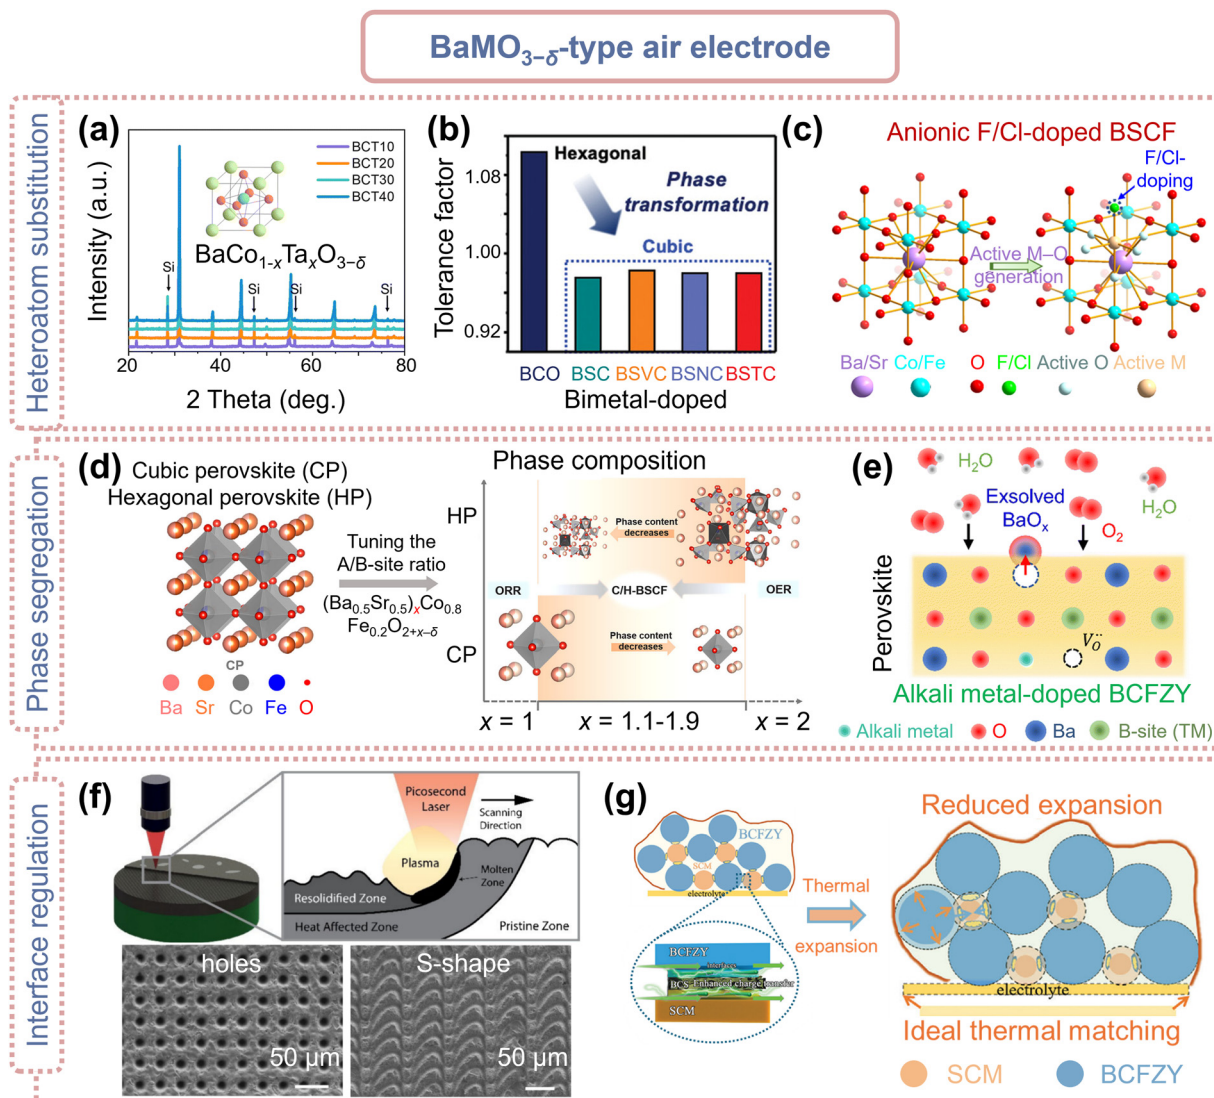 BaMO3−δ-type air electrode
Heteroatom substitution
(a)
Intensity (a.u.)
BCT10
BCT20
BCT30
BCT40
BaCo1-xTaxO3−δ
Si
Si
Si
Si
20
40
60
80
2 Theta (deg.)
(b)
Tolerance factor
1.08
1.00
0.92
Hexagonal
Phase
transformation
Cubic
BCO
BSC
BSVC
BSNC
BSTC
Bimetal-doped
(c)
Anionic F/Cl-doped BSCF
F/Cl-
doping
Active M–O
generation
Ba/Sr
Co/Fe
O
F/Cl
Active O
Active M
Phase segregation
(d)
Cubic perovskite (CP)
Hexagonal perovskite (HP)
CP
Ba
Sr
Co
Fe
O
Tuning the
A/B-site ratio
(Ba0.5Sr0.5)xCo0.8
Fe0.2O2+x−δ
Phase composition
HP
Phase content
decreases
ORR
C/H-BSCF
OER
CP
Phase content
decreases
x = 1
x = 1.1-1.9
x = 2
(e)
H2O
Exsolved
BaOx
H2O
O2
Perovskite
VÖ
Alkali metal-doped BCFZY
Alkali metal
O
Ba
B-site (TM)
Interface regulation
(f)
Picosecond
Laser
Scanning
Direction
Plasma
Molten
Zone
Resolidified Zone
Heat Affected Zone
Pristine Zone
holes
50 μm
S-shape
50 μm
(g)
BCFZY
SCM
electrolyte
BCFZY
interfaces
BCS
Enhanced charge transfer
SCM
Thermal
expansion
Reduced expansion
electrolyte
Ideal thermal matching
SCM
BCFZY